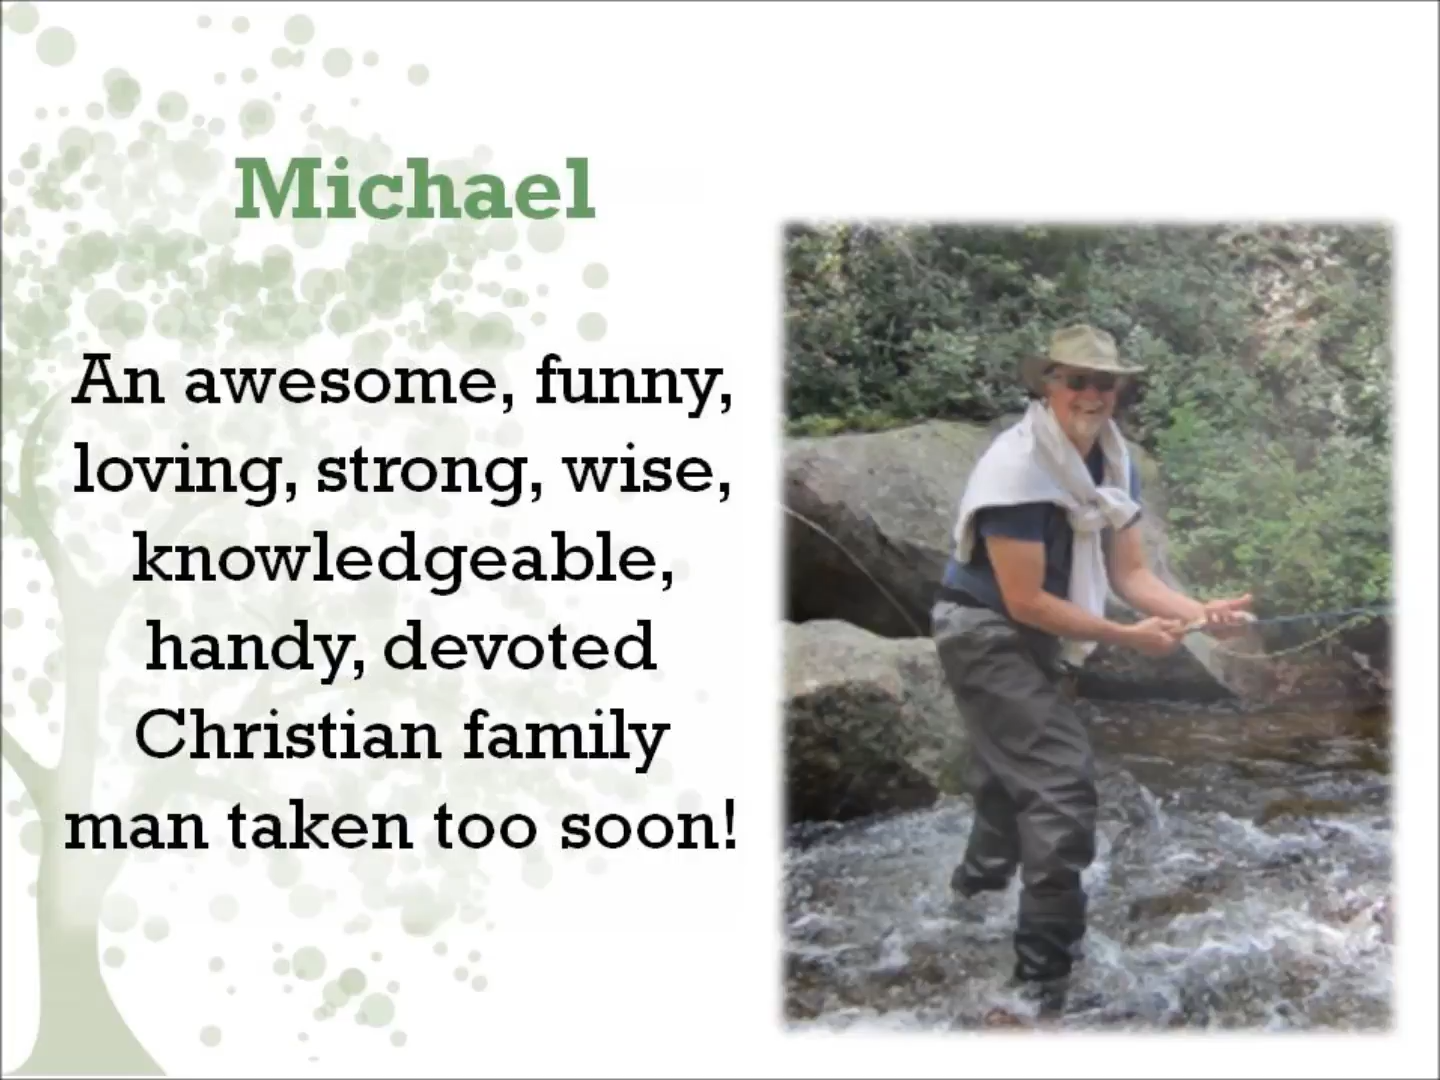 Michael
An awesome, funny,
loving, strong, wise,
knowledgeable,
handy, devoted
Christian family
man taken too soon!